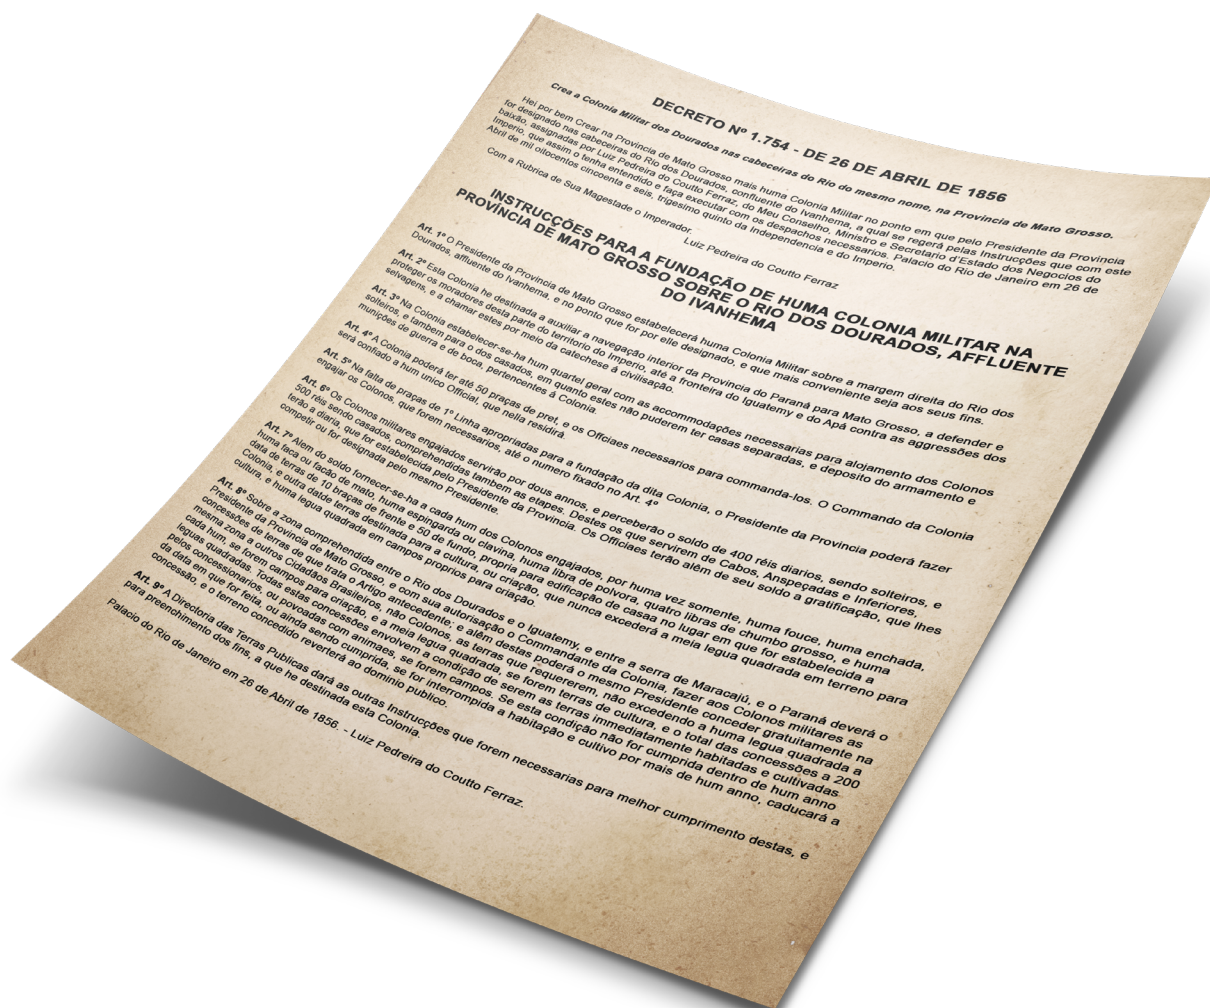 DECRETO Nº 1.754 - DE 26 DE ABRIL DE 1856
Crea a Colonia Militar dos Dourados nas cabeceiras do Rio do mesmo nome, na Provincia de Mato Grosso.
Hei por bem Crear na Provincia de Mato Grosso mais huma Colonia Militar no ponto em que pelo Presidente da Provincia
for designado nas cabeceiras do Rio dos Dourados, confluente do Ivanhema, a qual se regerá pelas Instrucções que com este
baixão, assignadas por Luiz Pedreira do Coutto Ferraz, do Meu Conselho, Ministro e Secretario d'Estado dos Negocios do
Imperio, que assim o tenha entendido e faça executar com os despachos necessarios. Palacio do Rio de Janeiro em 26 de
Abril de mil oitocentos cincoenta e seis, trigesimo quinto da Independencia e do Imperio.
Com a Rubrica de Sua Magestade o Imperador.
Luiz Pedreira do Coutto Ferraz
INSTRUCÇÕES PARA A FUNDAÇÃO DE HUMA COLONIA MILITAR NA
PROVÍNCIA DE MATO GROSSO SOBRE O RIO DOS DOURADOS, AFFLUENTE
DO IVANHEMA
Art. 1º O Presidente da Provincia de Mato Grosso estabelecerá huma Colonia Militar sobre a margem direita do Rio dos
Dourados, affluente do Ivanhema, e no ponto que for por elle designado, e que mais conveniente seja aos seus fins.
Art. 2º Esta Colonia he destinada a auxiliar a navegação interior da Provincia do Paraná para Mato Grosso, a defender e
proteger os moradores desta parte do territorio do Imperio, até a fronteira do Iguatemy e do Apá contra as aggressões dos
selvagens, e a chamar estes por meio da catechese á civilisação.
Art. 3º Na Colonia estabelecer-se-ha hum quartel geral com as accommodações necessarias para alojamento dos Colonos
solteiros, e tambem para o dos casados, em quanto estes não puderem ter casas separadas, e deposito do armamento e
munições de guerra e de boca, pertencentes á Colonia.
Art. 4º A Colonia poderá ter até 50 praças de pret, e os Officiaes necessarios para commanda-los. O Commando da Colonia
será confiado a hum unico Official, que nella residirá.
Art. 5º Na falta de praças de 1ª Linha apropriadas para a fundação da dita Colonia, o Presidente da Provincia poderá fazer
engajar os Colonos, que forem necessarios, até o numero fixado no Art. 4º
Art. 6º Os Colonos militares engajados servirão por dous annos, e perceberão o soldo de 400 réis diarios, sendo solteiros, e
500 réis sendo casados, comprehendidas tambem as etapes. Destes os que servirem de Cabos, Anspeçadas e Inferiores,
terão a diaria, que for estabelecida pelo Presidente da Provincia. Os Officiaes terão além de seu soldo a gratificação, que lhes
competir ou for designada pelo mesmo Presidente.
Art. 7º Alem do soldo fornecer-se-ha a cada hum dos Colonos engajados, por huma vez somente, huma fouce, huma enchada,
huma faca ou facão de mato, huma espingarda ou clavina, huma libra de polvora, quatro libras de chumbo grosso, e huma
data de terras de 10 braças de frente e 50 de fundo, propria para edificação de casaa no lugar em que for estabelecida a
Colonia, e outra datde terras destinada para a cultura, ou criação, que nunca excederá a meia legua quadrada em terreno para
cultura, e huma legua quadrada em campos proprios para criação.
Art. 8º Sobre a zona comprehendida entre o Rio dos Dourados e o Iguatemy, e entre a serra de Maracajú, e o Paraná deverá o
Presidente da Provincia de Mato Grosso, e com sua autorisação o Commandante da Colonia, fazer aos Colonos militares as
concessões de terras de que trata o Artigo antecedente; e além destas poderá o mesmo Presidente conceder gratuitamente na
mesma zona a outros Cidadãos Brasileiros, não Colonos, as terras que requererem, não excedendo a huma legua quadrada a
cada hum, se forem campos para criação, e a meia legua quadrada, se forem terras de cultura, e o total das concessões a 200
leguas quadradas. Todas estas concessões envolvem a condição de serem as terras immediatamente habitadas e cultivadas
pelos concessionarios, ou povoadas com animaes, se forem campos. Se esta condição não for cumprida dentro de hum anno
da data em que for feita, ou ainda sendo cumprida, se for interrompida a habitação e cultivo por mais de hum anno, caducará a
concessão, e o terreno concedido reverterá ao dominio publico.
Art. 9º A Directoria das Terras Publicas dará as outras Instrucções que forem necessarias para melhor cumprimento destas, e
para preenchimento dos fins, a que he destinada esta Colonia.
Palacio do Rio de Janeiro em 26 de Abril de 1856. - Luiz Pedreira do Coutto Ferraz.